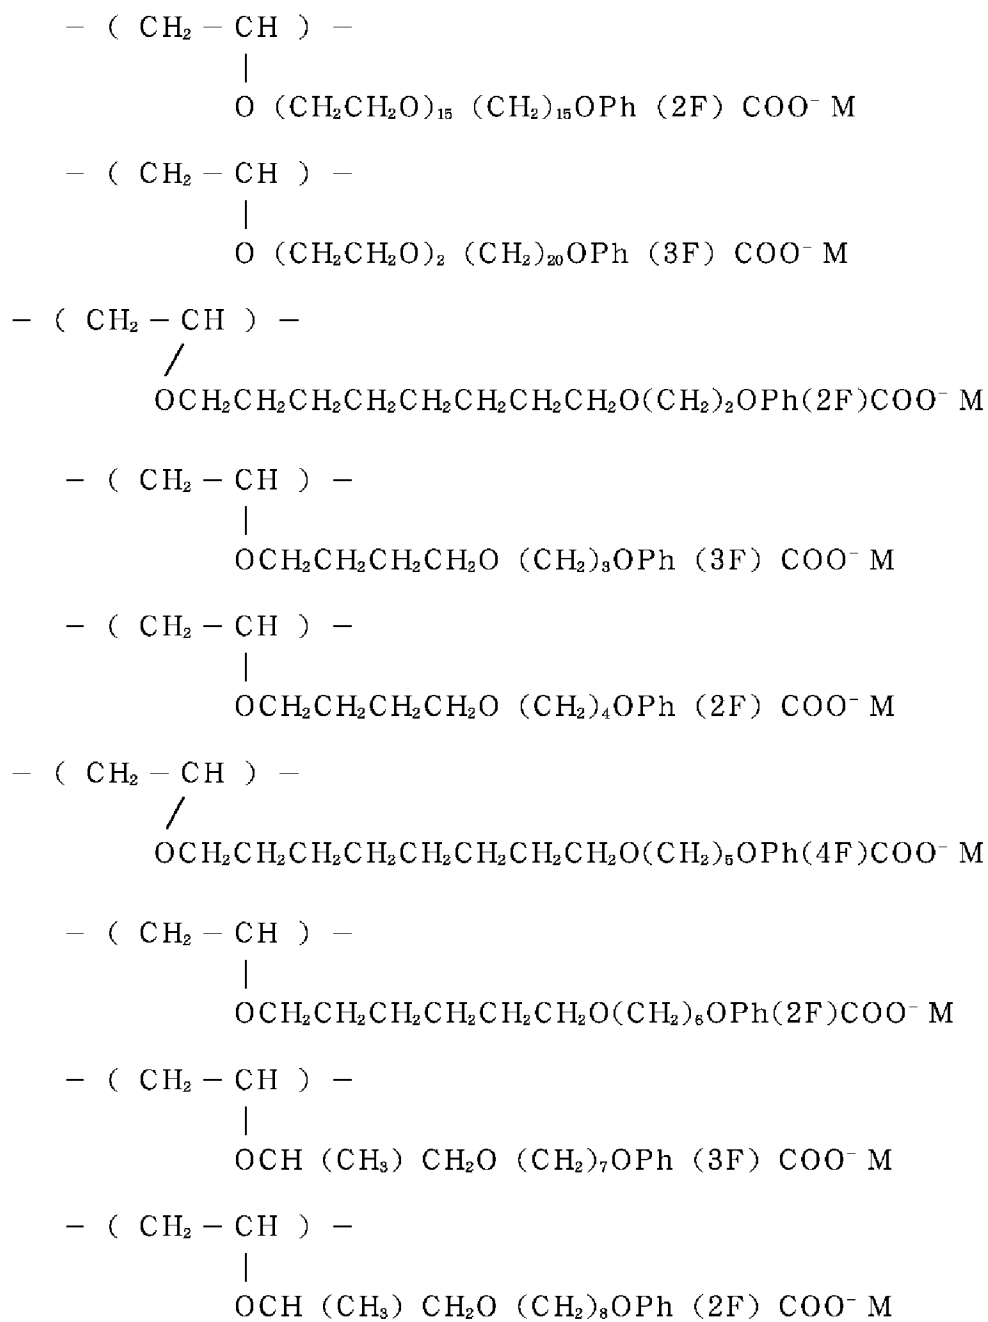 − ( CH₂ − CH ) −
|
O (CH₂CH₂O)₁₅ (CH₂)₁₅OPh (2F) COO⁻ M
− ( CH₂ − CH ) −
|
O (CH₂CH₂O)₂ (CH₂)₂₀OPh (3F) COO⁻ M
− ( CH₂ − CH ) −
/
OCH₂CH₂CH₂CH₂CH₂CH₂CH₂CH₂O(CH₂)₂OPh(2F)COO⁻ M
− ( CH₂ − CH ) −
|
OCH₂CH₂CH₂CH₂O (CH₂)₃OPh (3F) COO⁻ M
− ( CH₂ − CH ) −
|
OCH₂CH₂CH₂CH₂O (CH₂)₄OPh (2F) COO⁻ M
− ( CH₂ − CH ) −
/
OCH₂CH₂CH₂CH₂CH₂CH₂CH₂CH₂O(CH₂)₅OPh(4F)COO⁻ M
− ( CH₂ − CH ) −
|
OCH₂CH₂CH₂CH₂CH₂CH₂O(CH₂)₆OPh(2F)COO⁻ M
− ( CH₂ − CH ) −
|
OCH (CH₃) CH₂O (CH₂)₇OPh (3F) COO⁻ M
− ( CH₂ − CH ) −
|
OCH (CH₃) CH₂O (CH₂)₈OPh (2F) COO⁻ M